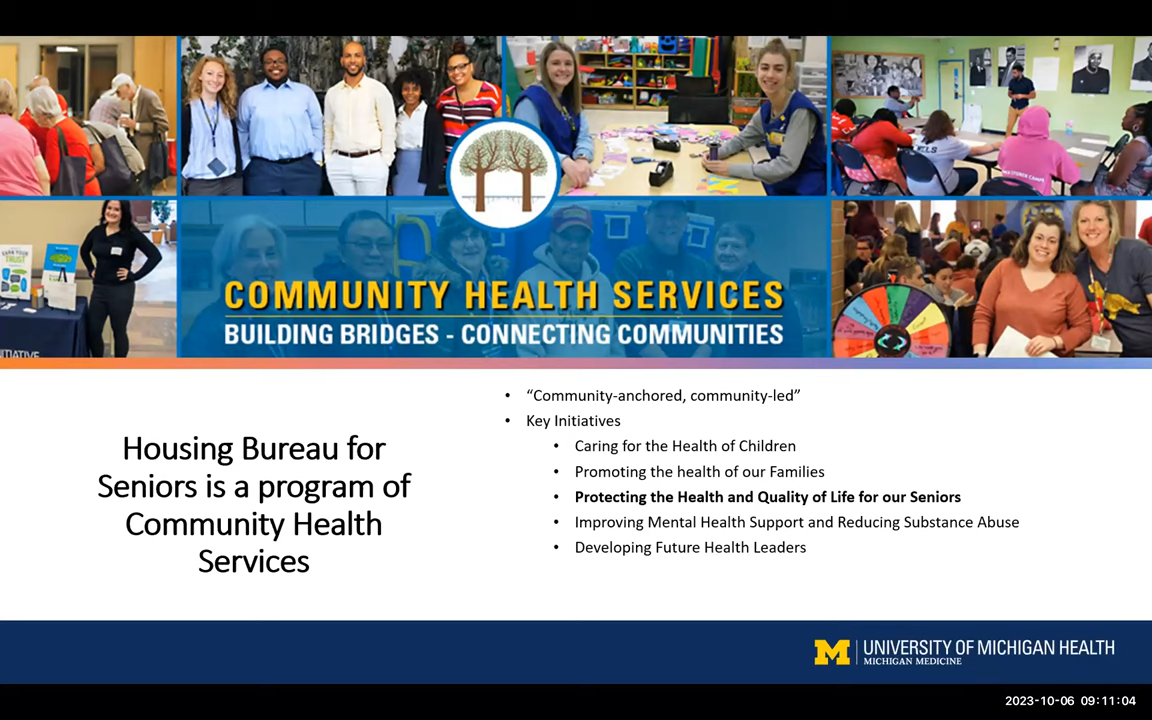 COMMUNITY HEALTH SERVICES
BUILDING BRIDGES - CONNECTING COMMUNITIES
Housing Bureau for
Seniors is a program of
Community Health
Services
• “Community-anchored, community-led”
• Key Initiatives
• Caring for the Health of Children
• Promoting the health of our Families
• Protecting the Health and Quality of Life for our Seniors
• Improving Mental Health Support and Reducing Substance Abuse
• Developing Future Health Leaders
M UNIVERSITY OF MICHIGAN HEALTH
MICHIGAN MEDICINE
2023-10-06 09:11:04